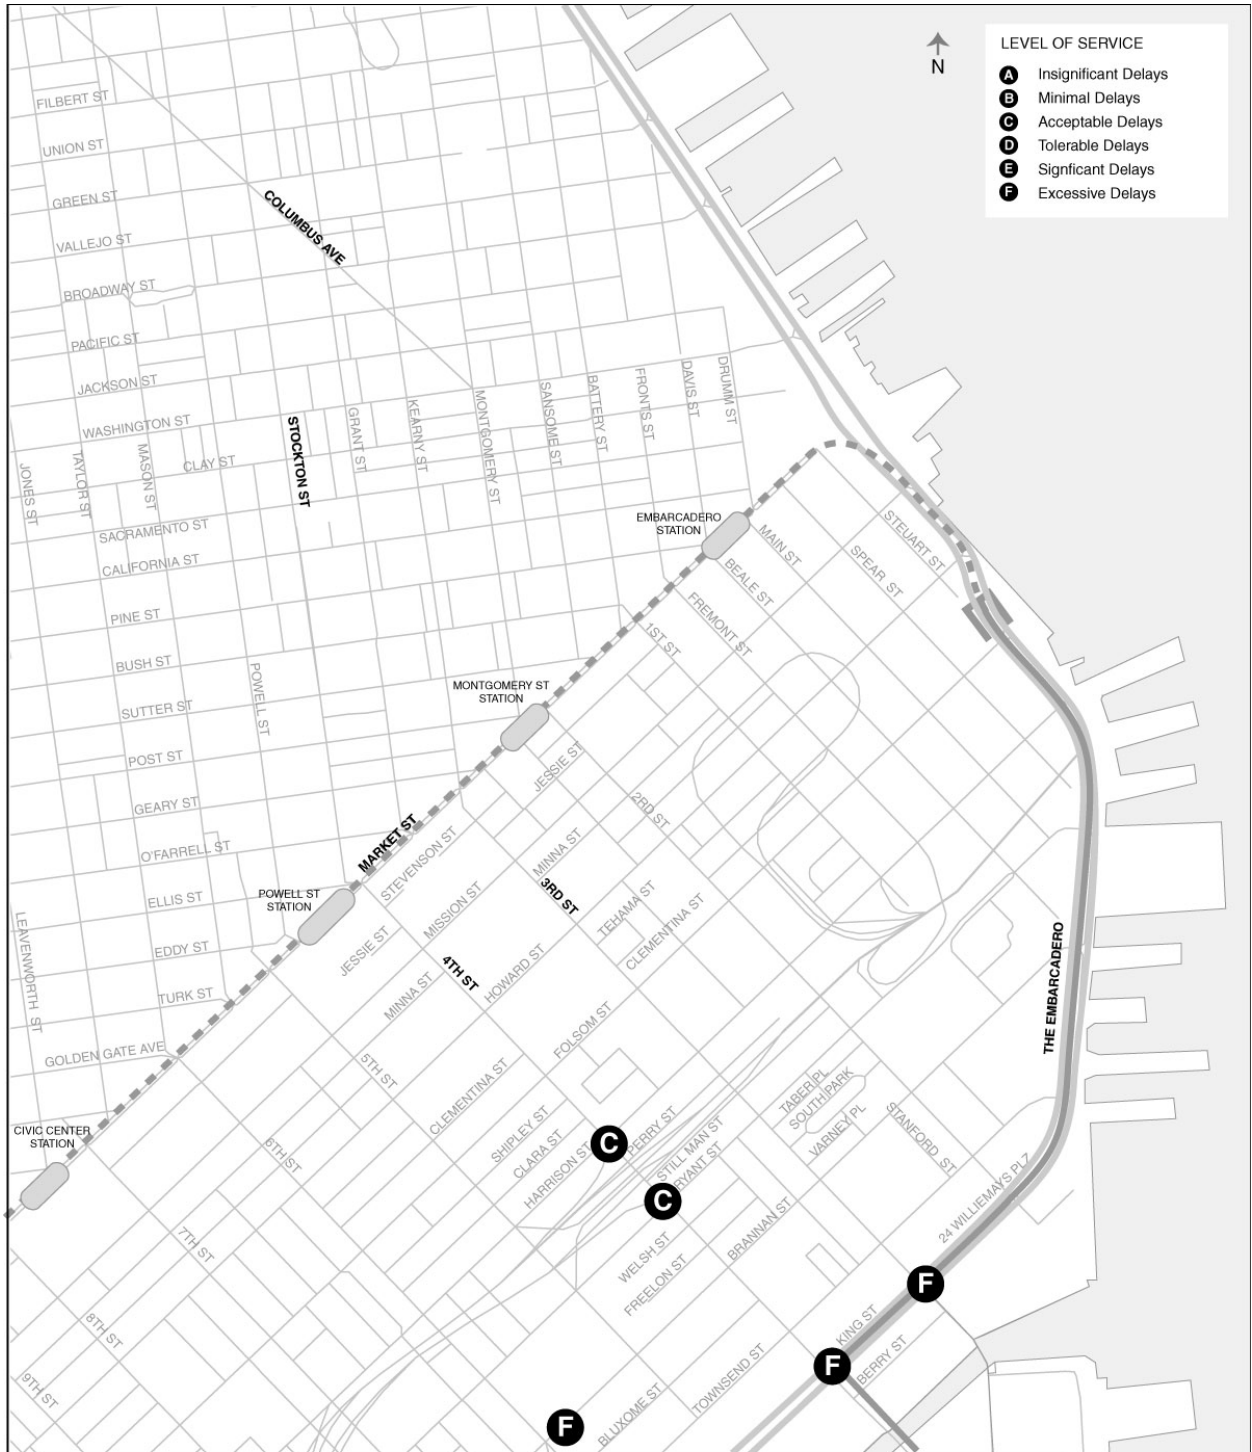 N
LEVEL OF SERVICE
A Insignificant Delays
B Minimal Delays
C Acceptable Delays
D Tolerable Delays
E Signficant Delays
F Excessive Delays
FILBERT ST
UNION ST
GREEN ST
COLUMBUS AVE
VALLEJO ST
BROADWAY ST
PACIFIC ST
JACKSON ST
WASHINGTON ST
CLAY ST
JONES ST
TAYLOR ST
MASON ST
STOCKTON ST
GRANT ST
KEARNY ST
MONTGOMERY ST
SANSOME ST
BATTERY ST
FRONTS ST
DAVIS ST
DRUMM ST
SACRAMENTO ST
CALIFORNIA ST
PINE ST
BUSH ST
SUTTER ST
POWELL ST
POST ST
GEARY ST
O'FARRELL ST
ELLIS ST
EDDY ST
TURK ST
GOLDEN GATE AVE
LEAVENWORTH ST
EMBARCADERO
STATION
MONTGOMERY ST
STATION
POWELL ST
STATION
CIVIC CENTER
STATION
MARKET ST
STEUART ST
SPEAR ST
MAIN ST
BEALE ST
FREMONT ST
1ST ST
JESSIE ST
2RD ST
STEVENSON ST
MINNA ST
MISSION ST
3RD ST
TEHAMA ST
CLEMENTINA ST
JESSIE ST
4TH ST
HOWARD ST
MINNA ST
FOLSOM ST
THE EMBARCADERO
5TH ST
CLEMENTINA ST
SHIPLEY ST
CLARA ST
HARRISON ST
PERRY ST
STILL MAN ST
RYANT ST
TABER PL
SOUTH PARK
VARNEY PL
STANFORD ST
6TH ST
7TH ST
8TH ST
9TH ST
C
C
WELSH ST
FREELON ST
BRANNAN ST
24 WILLIEMAYS PLZ
F
KING ST
BERRY ST
F
TOWNSEND ST
BLUXOME ST
F